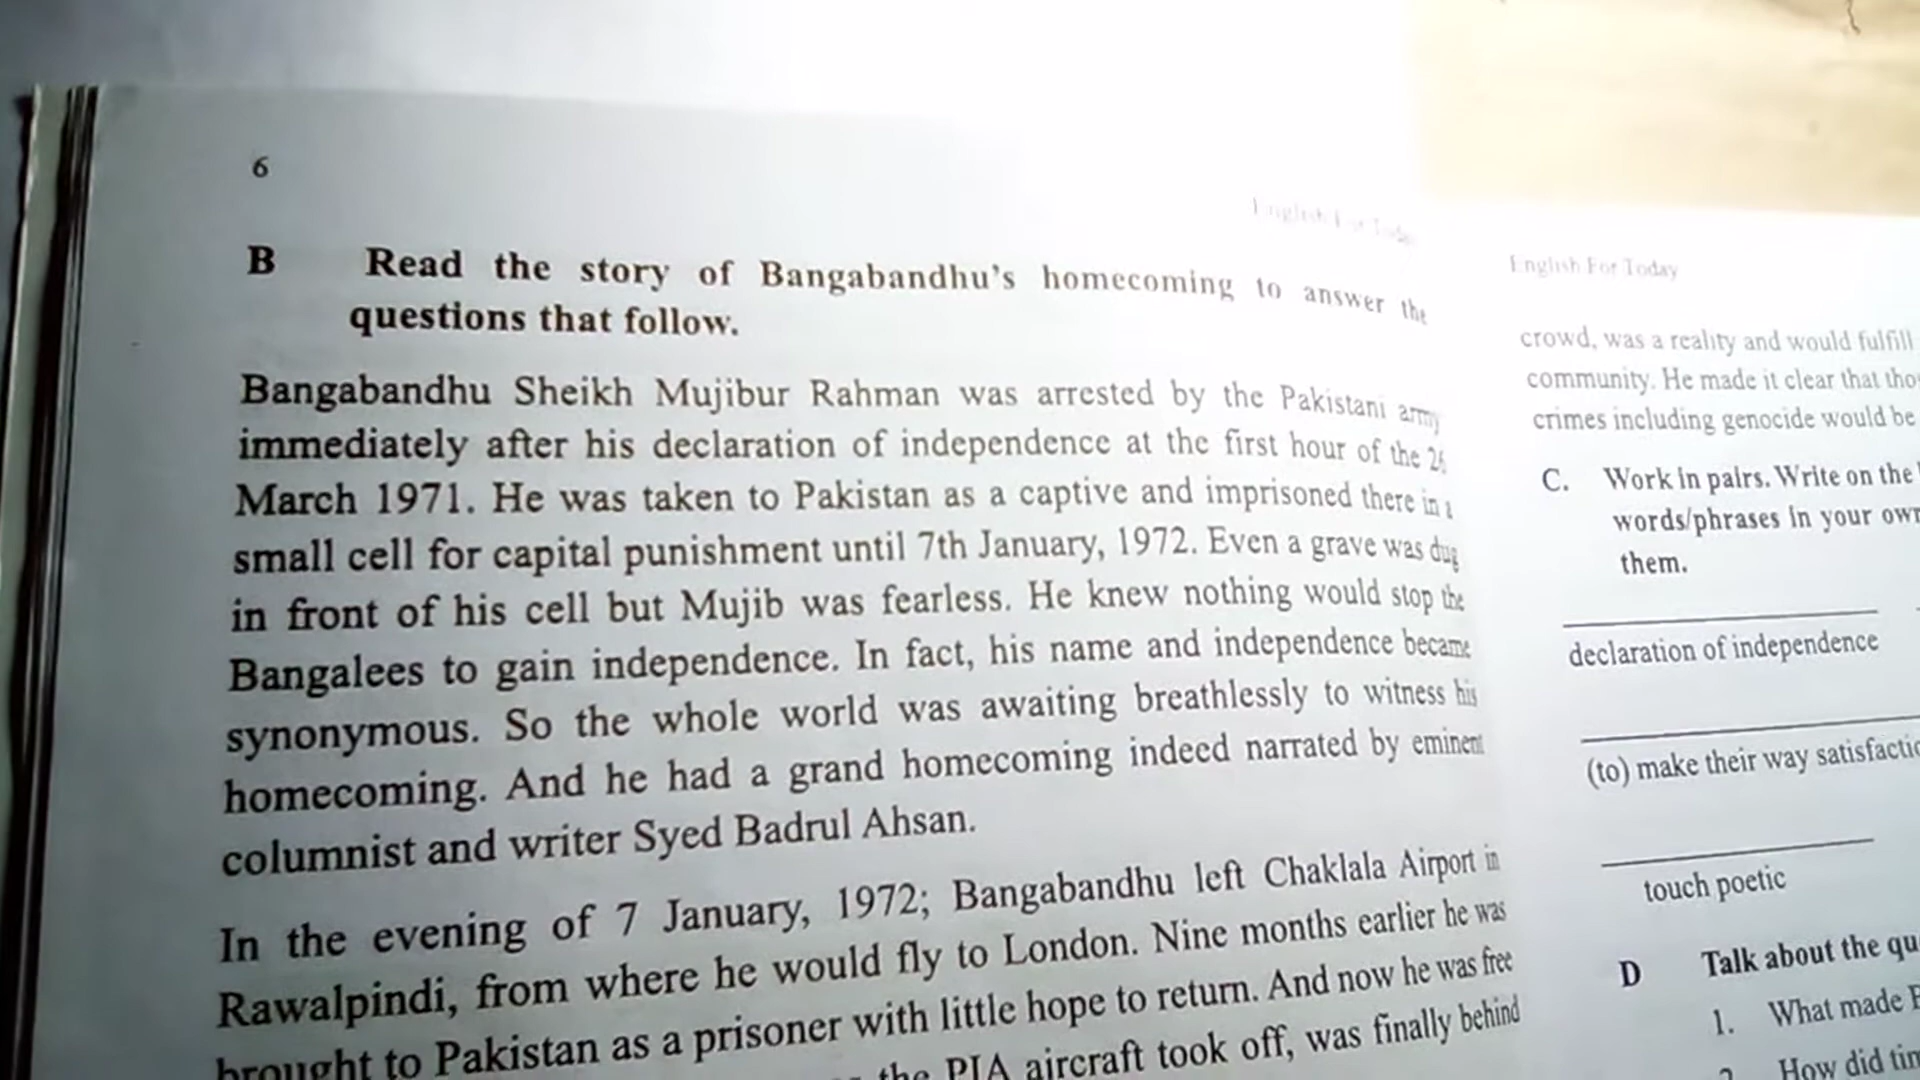 6
English For Today
B Read the story of Bangabandhu's homecoming to answer the
questions that follow.
Bangabandhu Sheikh Mujibur Rahman was arrested by the Pakistani army
immediately after his declaration of independence at the first hour of the 26
March 1971. He was taken to Pakistan as a captive and imprisoned there in a
small cell for capital punishment until 7th January, 1972. Even a grave was dug
in front of his cell but Mujib was fearless. He knew nothing would stop the
Bangalees to gain independence. In fact, his name and independence became
synonymous. So the whole world was awaiting breathlessly to witness his
homecoming. And he had a grand homecoming indeed narrated by eminent
columnist and writer Syed Badrul Ahsan.
In the evening of 7 January, 1972; Bangabandhu left Chaklala Airport in
Rawalpindi, from where he would fly to London. Nine months earlier he was
brought to Pakistan as a prisoner with little hope to return. And now he was free
the PIA aircraft took off, was finally behind
English For Today
crowd, was a reality and would fulfill
community. He made it clear that
crimes including genocide would be
C. Work in pairs. Write on the
words/phrases in your own
them.
declaration of independence
(to) make their way
touch poetic
D Talk about the
1. What made
How did